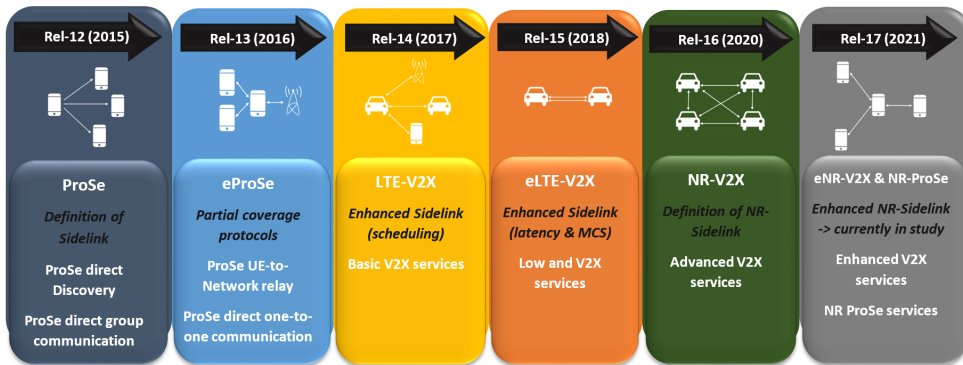 Rel-12 (2015)
Rel-13 (2016)
Rel-14 (2017)
Rel-15 (2018)
Rel-16 (2020)
Rel-17 (2021)
ProSe
Definition of
Sidelink
ProSe direct
Discovery
ProSe direct group
communication
eProSe
Partial coverage
protocols
ProSe UE-to-
Network relay
ProSe direct one-to-
one communication
LTE-V2X
Enhanced Sidelink
(scheduling)
Basic V2X services
eLTE-V2X
Enhanced Sidelink
(latency & MCS)
Low and V2X
services
NR-V2X
Definition of NR-
Sidelink
Advanced V2X
services
eNR-V2X & NR-ProSe
Enhanced NR-Sidelink
-> currently in study
Enhanced V2X
services
NR ProSe services